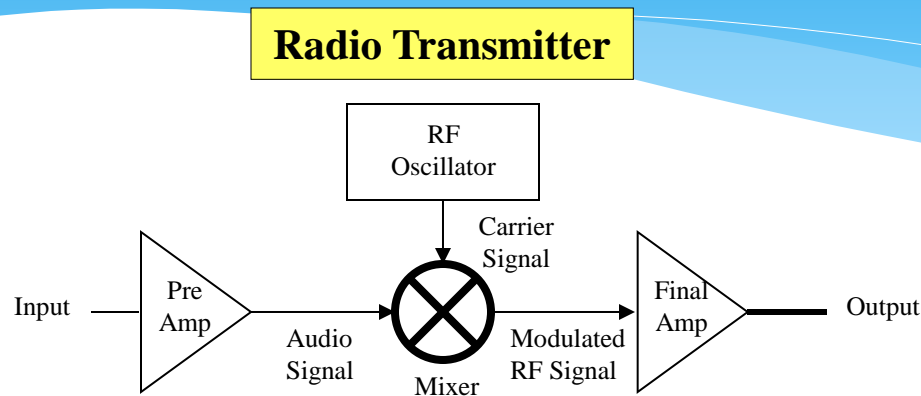 Radio Transmitter
RF
Oscillator
Carrier
Signal
Input
Pre
Amp
Audio
Signal
Mixer
Modulated
RF Signal
Final
Amp
Output